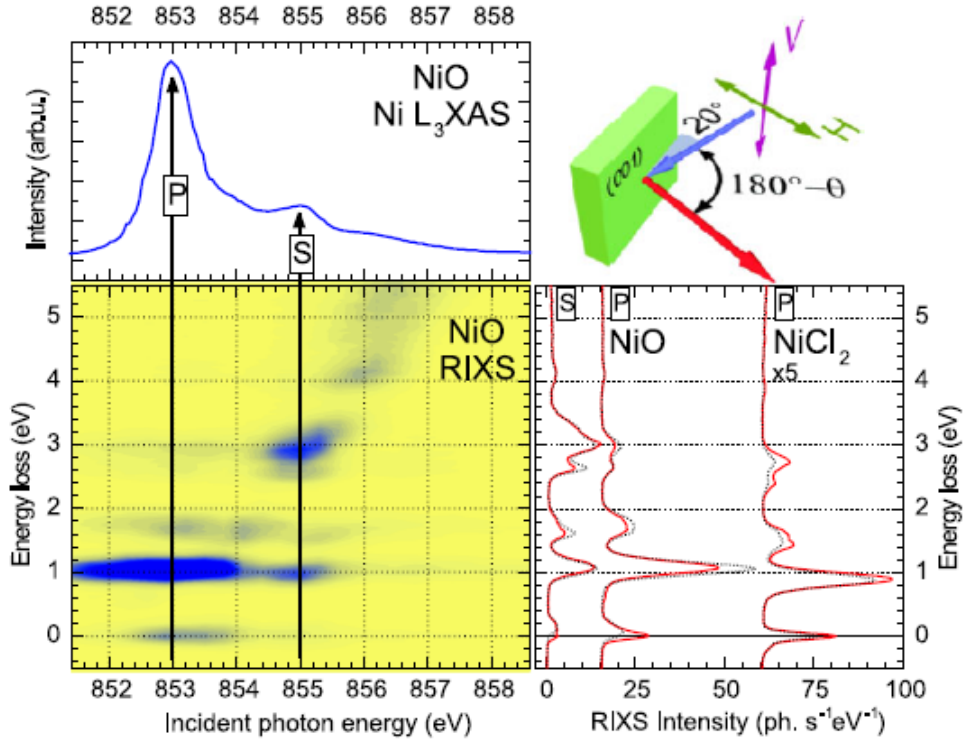 852 853 854 855 856 857 858
NiO
Ni L₃XAS
Intensity (arb.u.)
P
S
V
H
20°
(001)
180°–θ
5
4
3
2
1
0
Energy loss (eV)
NiO
RIXS
852 853 854 855 856 857 858
Incident photon energy (eV)
S P P
NiO NiCl₂
x5
5
4
3
2
1
0
Energy loss (eV)
0 25 50 75 100
RIXS Intensity (ph. s⁻¹eV⁻¹)